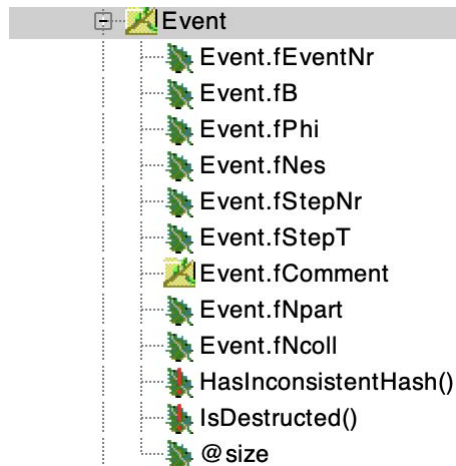 Event
Event.fEventNr
Event.fB
Event.fPhi
Event.fNes
Event.fStepNr
Event.fStepT
Event.fComment
Event.fNpart
Event.fNcoll
HasInconsistentHash()
IsDestructed()
@size